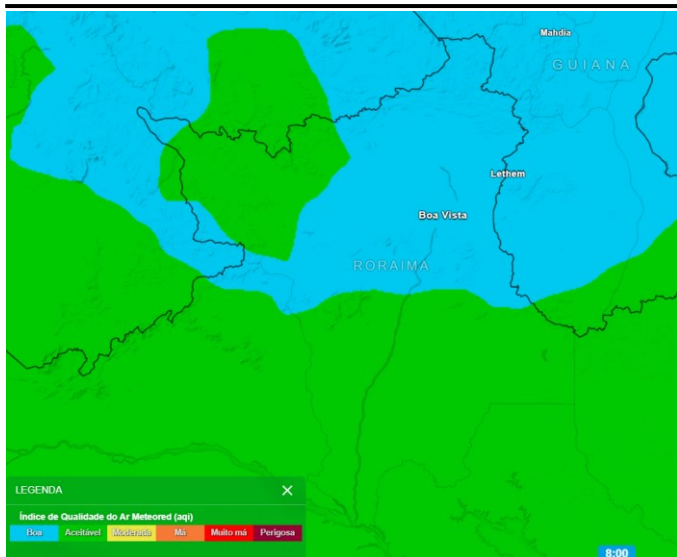 Mahdia
GUIANA
Lethem
Boa Vista
RORAIMA
LEGENDA
Índice de Qualidade do Ar Meteored (aqi)
Boa Aceitável Moderada Má Muito má Perigosa
8:00